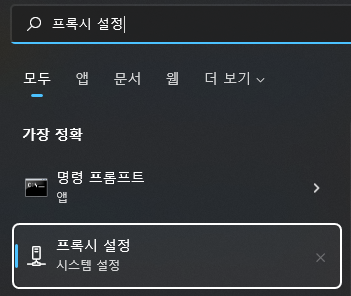 프록시 설정
모두 앱 문서 웹 더 보기
가장 정확
명령 프롬프트
앱
프록시 설정
시스템 설정